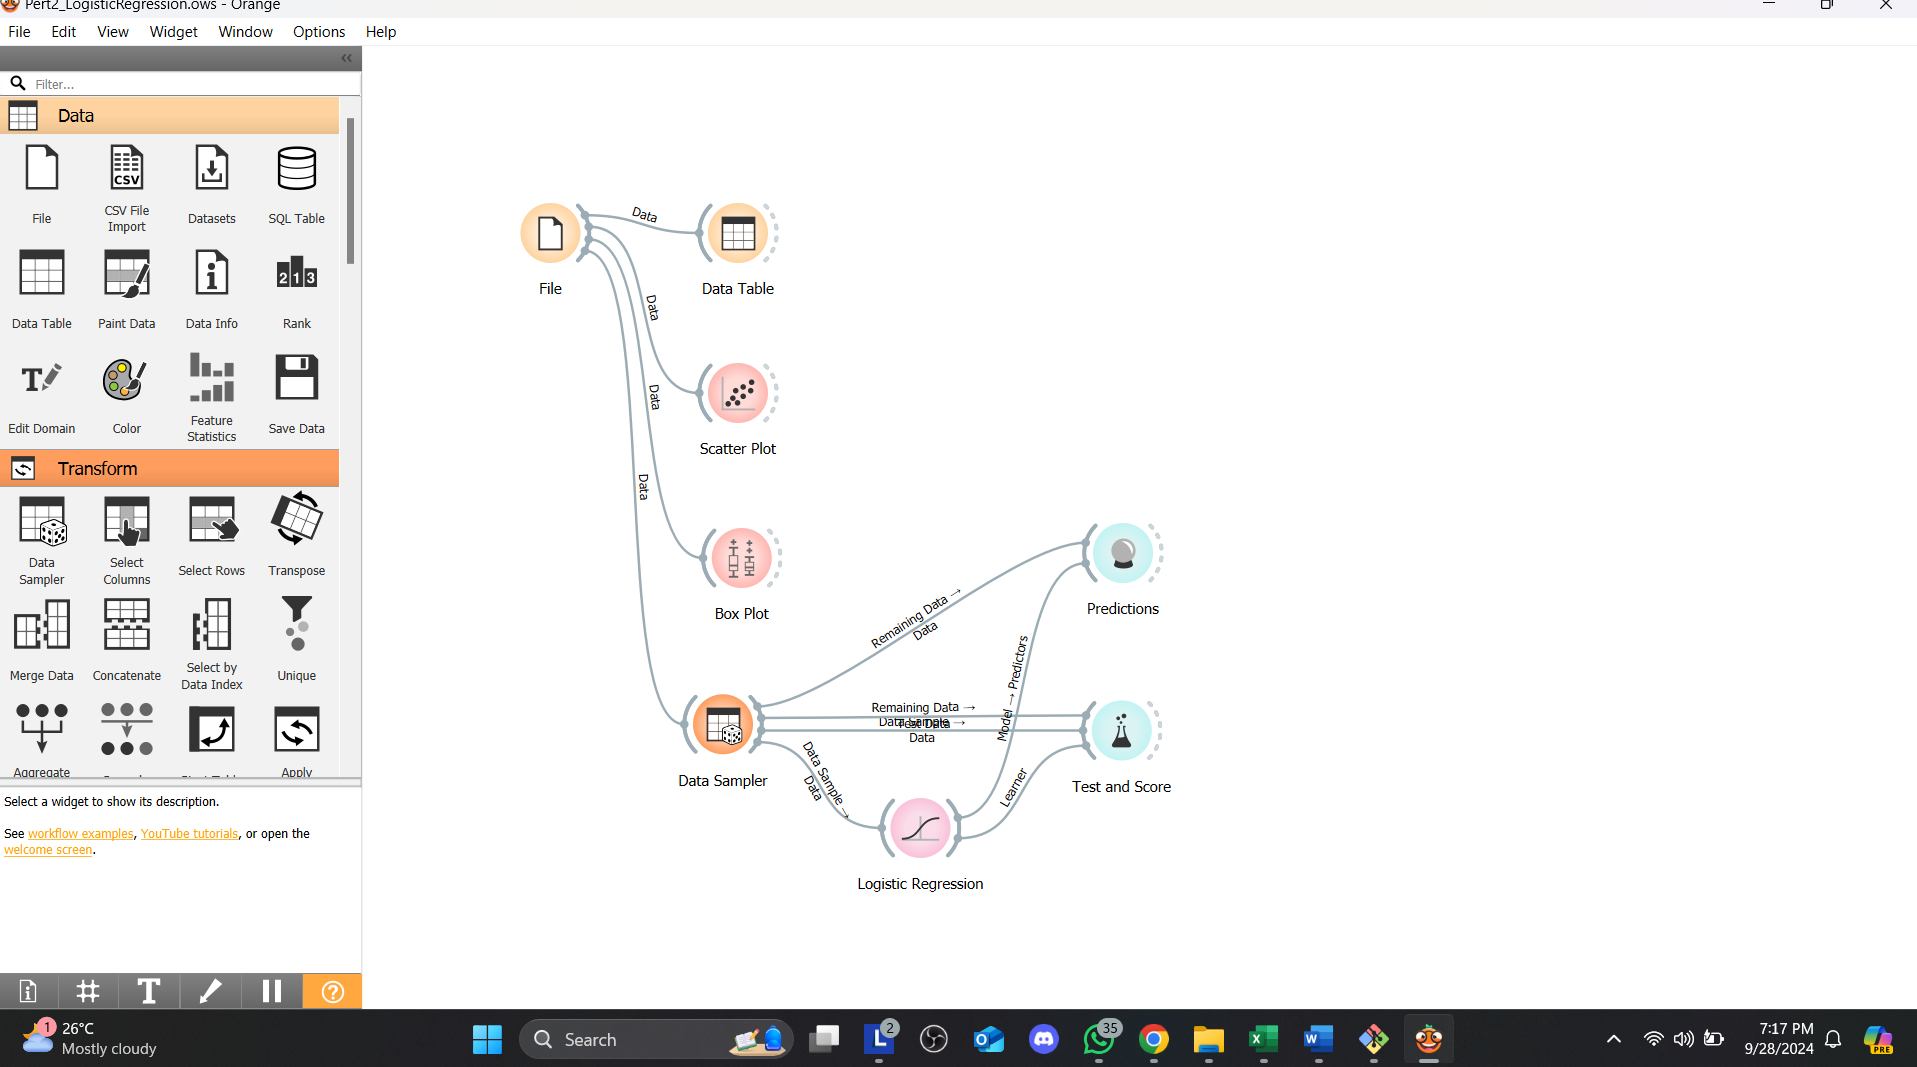 Pert2_LogisticRegression.ows - Orange
File Edit View Widget Window Options Help
Filter...
Data
File
CSV File Import
CSV
Datasets
SQL Table
Data Table
Paint Data
Data Info
Rank
2 1 3
Edit Domain
Color
Feature Statistics
Save Data
Transform
Data Sampler
Select Columns
Select Rows
Transpose
Merge Data
Concatenate
Select by Data Index
Unique
Aggregate
Apply
Select a widget to show its description.
See workflow examples, YouTube tutorials, or open the
welcome screen.
File
Data
Data Table
Data
Scatter Plot
Data
Box Plot
Data
Data Sampler
Remaining Data →
Data
Predictions
Remaining Data →
Test Data
Data Sample →
Data
Model → Predictors
Test and Score
Data Sample →
Data
Learner
Logistic Regression
1
26°C
Mostly cloudy
Search
2
35
7:17 PM
9/28/2024
PRE